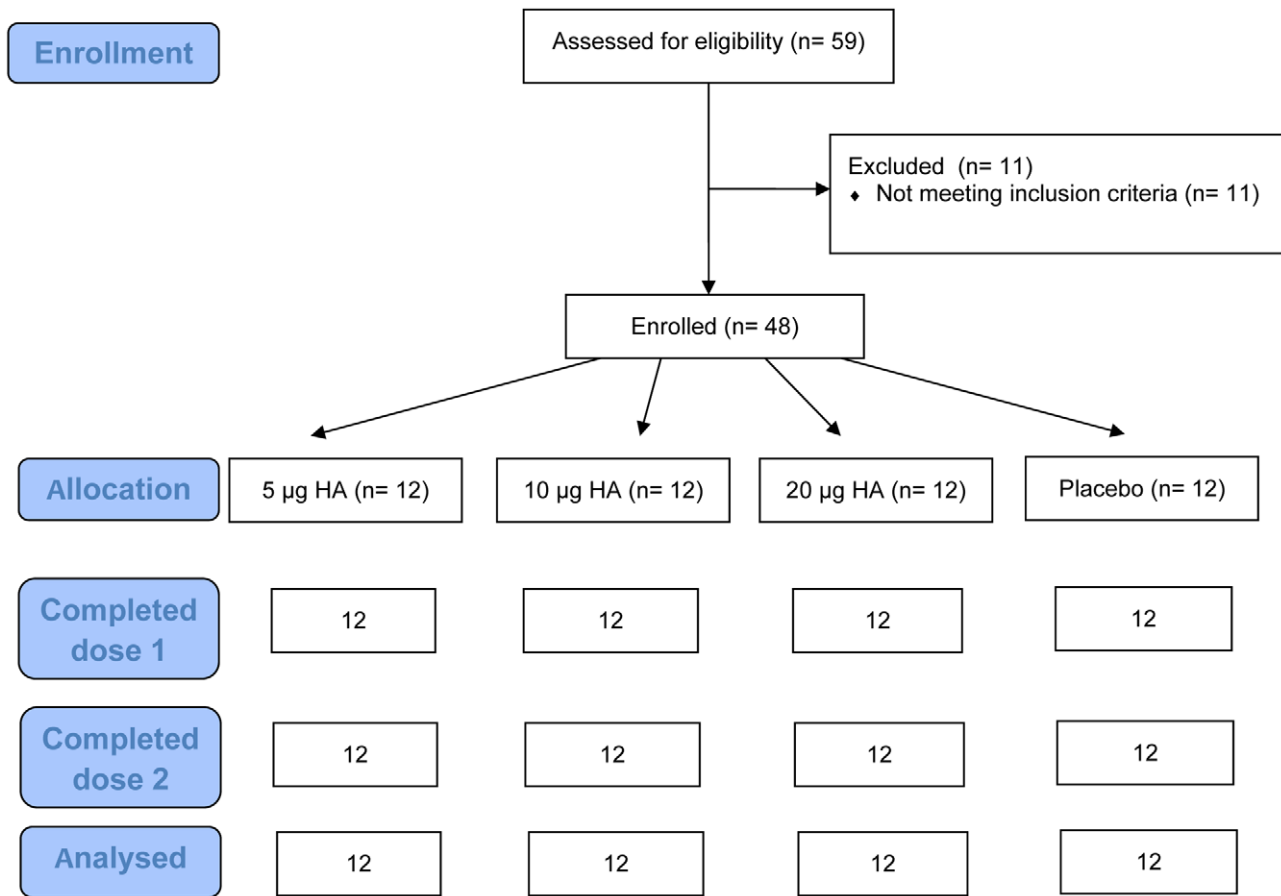 Enrollment
Assessed for eligibility (n= 59)
Excluded (n= 11)
♦ Not meeting inclusion criteria (n= 11)
Enrolled (n= 48)
Allocation
5 µg HA (n= 12)
10 µg HA (n= 12)
20 µg HA (n= 12)
Placebo (n= 12)
Completed
dose 1
12
12
12
12
Completed
dose 2
12
12
12
12
Analysed
12
12
12
12